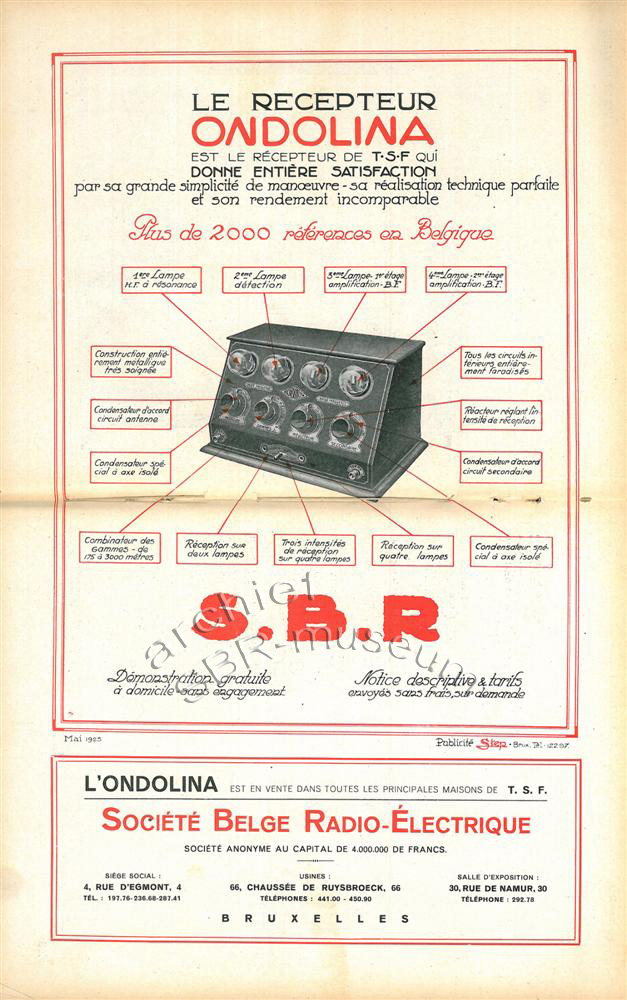 LE RECEPTEUR
ONDOLINA
EST LE RÉCEPTEUR DE T·S·F QUI
DONNE ENTIÈRE SATISFACTION
par sa grande simplicité de manœuvre - sa réalisation technique parfaite
et son rendement incomparable
Plus de 2000 références en Belgique
1ère Lampe
H.F. à résonance
2ème Lampe
détection
3ème Lampe - 1er étage
amplification - B.F.
4ème Lampe - 2me étage
amplification - B.F.
Construction entiè-
rement métallique
très soignée
Tous les circuits in-
térieurs entière-
ment faradisés
Condensateur d'accord
circuit antenne
Réacteur réglant l'in-
tensité de réception
Condensateur spé-
cial à axe isolé
Condensateur d'accord
circuit secondaire
Combinateur des
Gammes - de
175 à 3000 mètres
Réception sur
deux lampes
Trois intensités
de réception
sur quatre lampes
Réception sur
quatre lampes
Condensateur spé-
cial à axe isolé
S.B.R
archief
SBR-museum
Démonstration gratuite
à domicile sans engagement
Notice descriptive & tarifs
envoyés sans frais, sur demande
Mai 1925
Publicité Step · Brux. Tél · 122.97.
L'ONDOLINA EST EN VENTE DANS TOUTES LES PRINCIPALES MAISONS DE T. S. F.
SOCIÉTÉ BELGE RADIO-ÉLECTRIQUE
SOCIÉTÉ ANONYME AU CAPITAL DE 4.000.000 DE FRANCS.
SIÈGE SOCIAL :
4, RUE D'EGMONT, 4
TÉL. : 197.76-236.68-287.41
USINES :
66, CHAUSSÉE DE RUYSBROECK, 66
TÉLÉPHONES : 441.00 - 450.90
SALLE D'EXPOSITION :
30, RUE DE NAMUR, 30
TÉLÉPHONE : 292.78
BRUXELLES